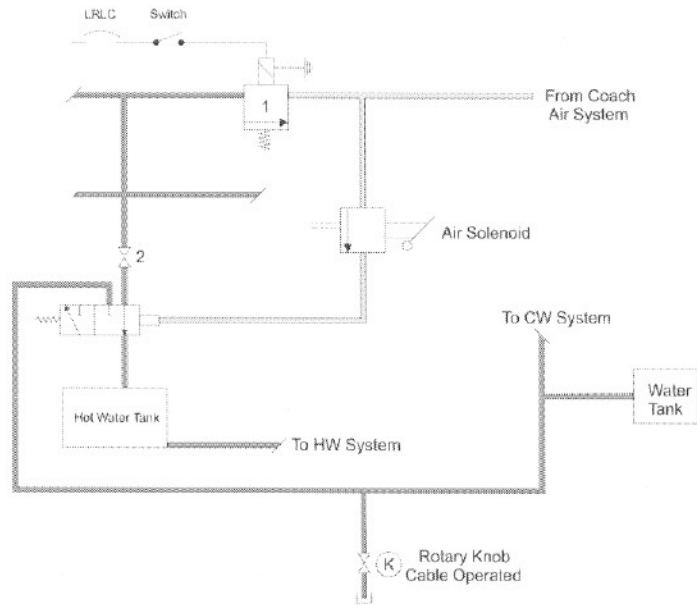 LRLC
Switch
1
From Coach
Air System
Air Solenoid
2
To CW System
Water
Tank
Hot Water Tank
To HW System
K
Rotary Knob
Cable Operated